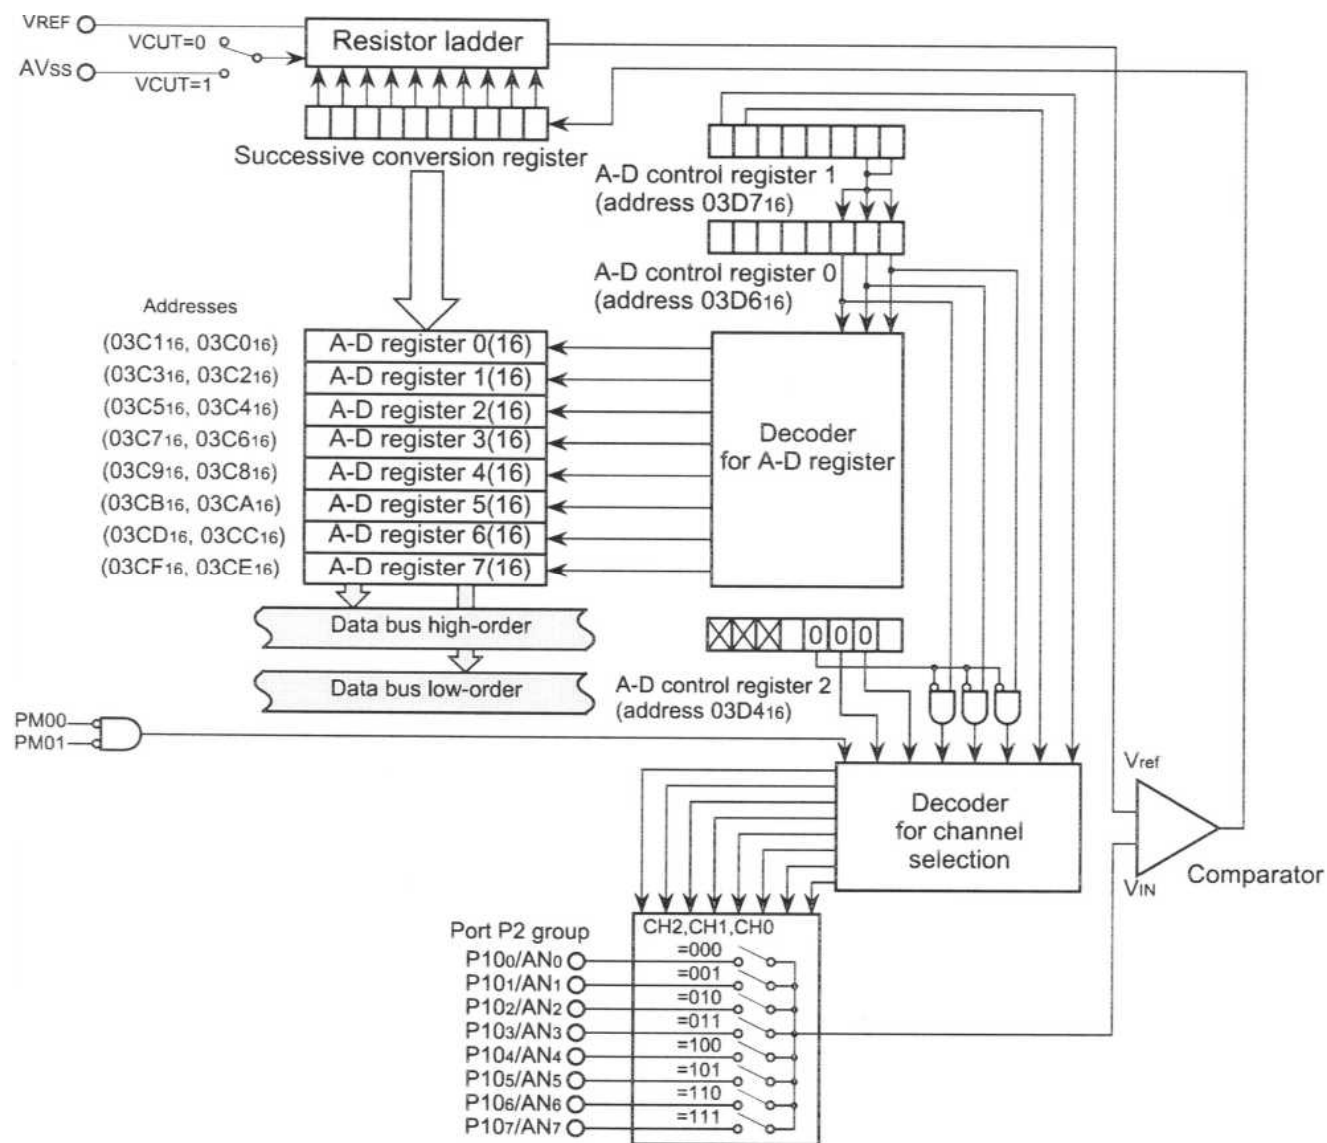 VREF
VCUT=0
Resistor ladder
AVSS
VCUT=1
Successive conversion register
A-D control register 1
(address 03D716)
A-D control register 0
(address 03D616)
Addresses
(03C116, 03C016)
A-D register 0(16)
(03C316, 03C216)
A-D register 1(16)
(03C516, 03C416)
A-D register 2(16)
(03C716, 03C616)
A-D register 3(16)
(03C916, 03C816)
A-D register 4(16)
(03CB16, 03CA16)
A-D register 5(16)
(03CD16, 03CC16)
A-D register 6(16)
(03CF16, 03CE16)
A-D register 7(16)
Decoder
for A-D register
Data bus high-order
Data bus low-order
0 0 0
A-D control register 2
(address 03D416)
PM00
PM01
Decoder
for channel
selection
Vref
VIN
Comparator
Port P2 group
CH2,CH1,CH0
P100/AN0
=000
P101/AN1
=001
P102/AN2
=010
P103/AN3
=011
P104/AN4
=100
P105/AN5
=101
P106/AN6
=110
P107/AN7
=111